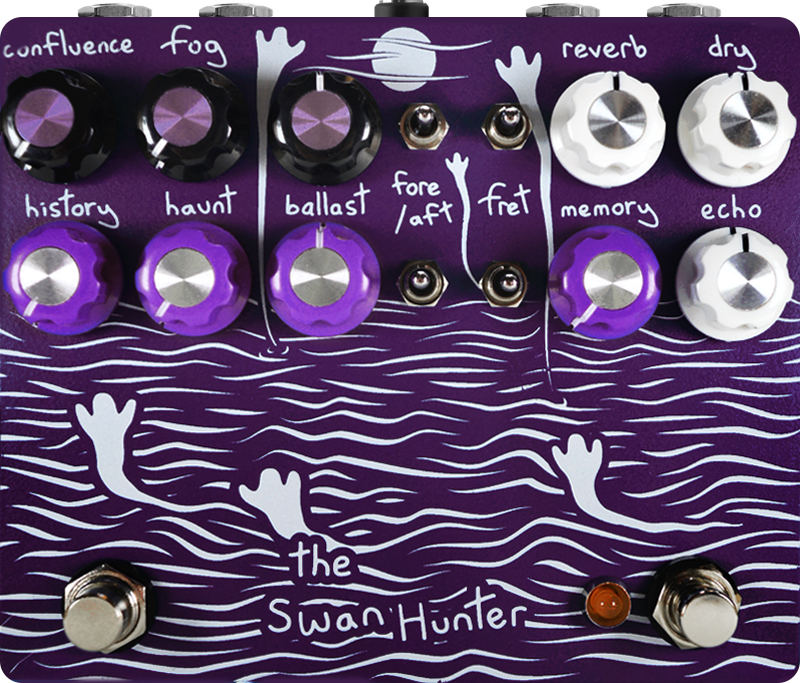 confluence fog reverb dry
history haunt ballast fore
/aft fret memory echo
the
Swan Hunter